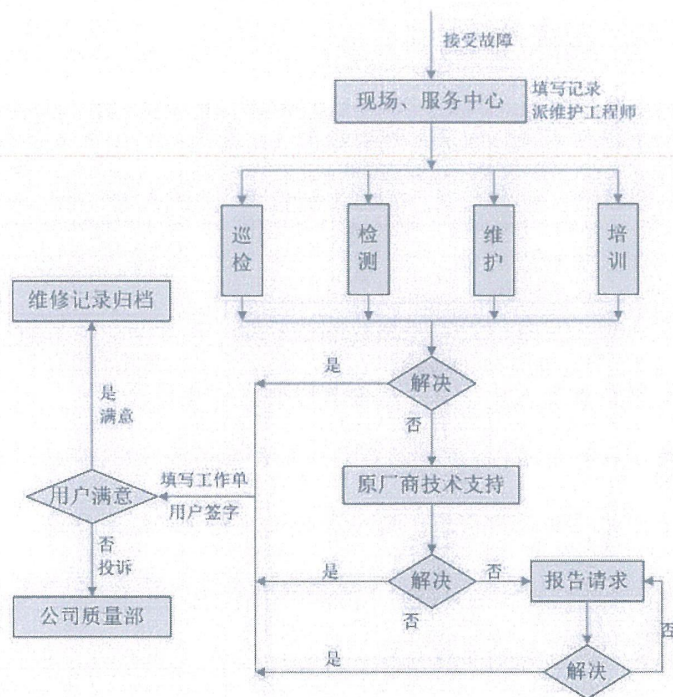 接受故障
现场、服务中心
填写记录
派维护工程师
巡检
检测
维护
培训
维修记录归档
是
解决
是
满意
否
填写工作单
用户满意
原厂商技术支持
用户签字
否
投诉
是
解决
否
报告请求
公司质量部
否
否
是
解决